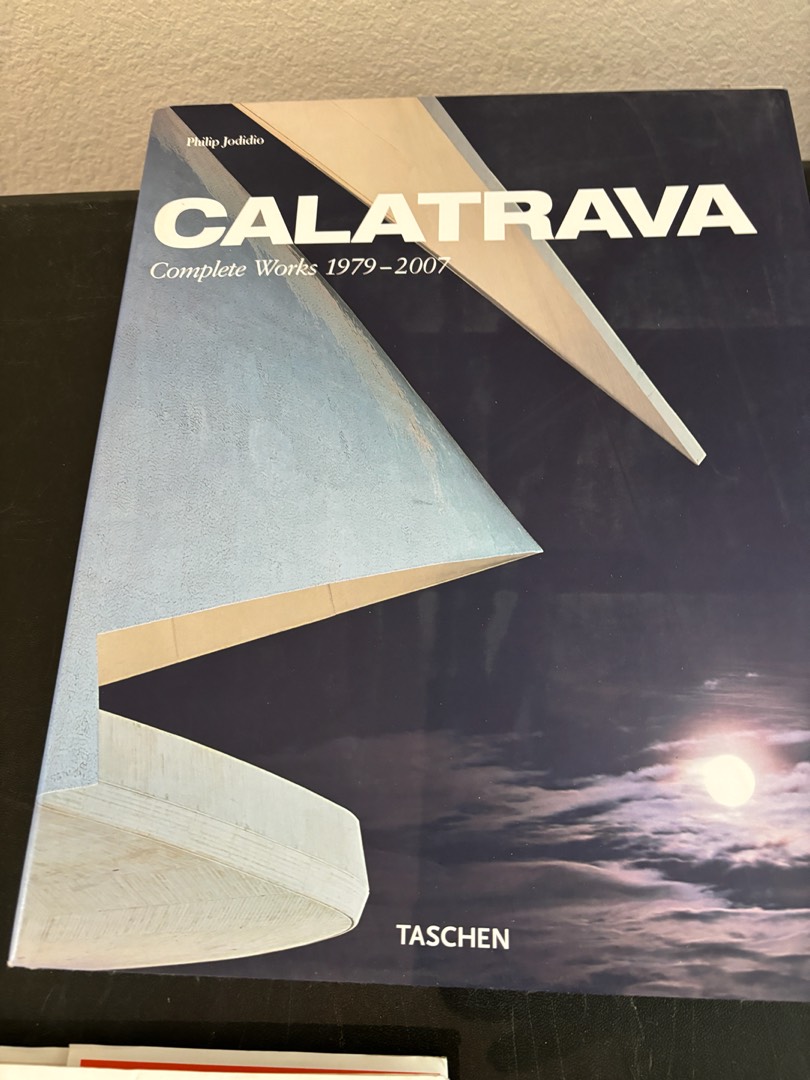 Philip Jodidio
CALATRAVA
Complete Works 1979–2007
TASCHEN